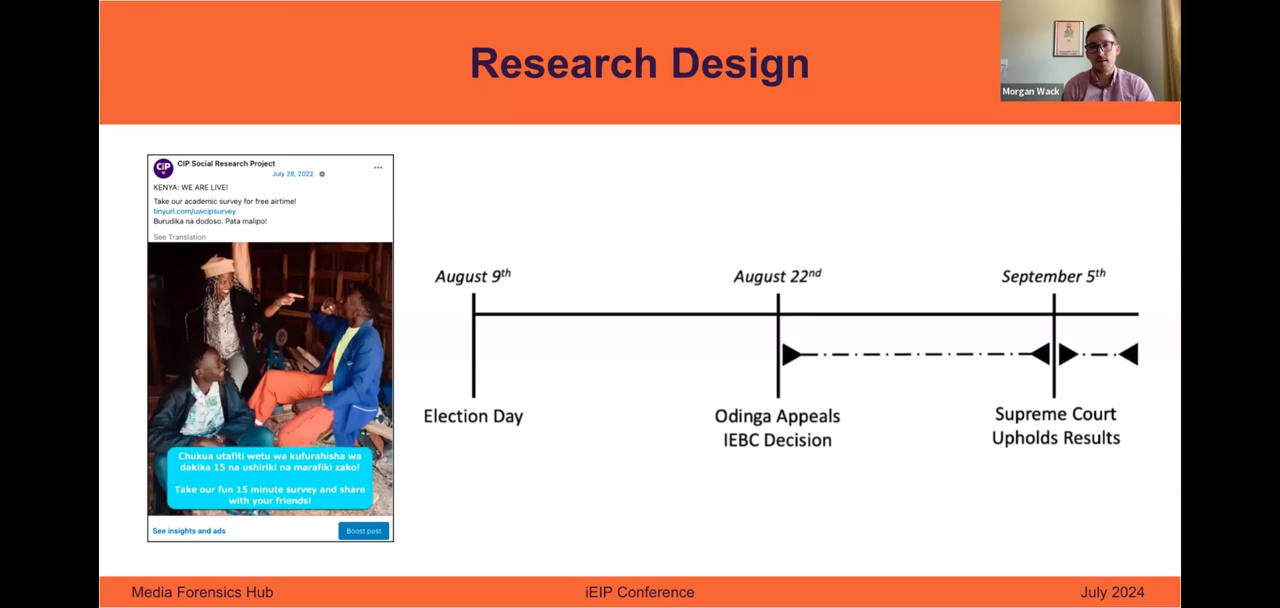 Research Design
Morgan Wack
CIP
CIP Social Research Project
July 28, 2022
KENYA: WE ARE LIVE!
Take our academic survey for free airtime!
tinyurl.com/uwcipsurvey
Burudika na dodoso. Pata malipo!
See Translation
Chukua utafiti wetu wa kufurahisha wa
dakika 15 na ushiriki na marafiki zako!
Take our fun 15 minute survey and share
with your friends!
See insights and ads
Boost post
August 9th
August 22nd
September 5th
Election Day
Odinga Appeals
IEBC Decision
Supreme Court
Upholds Results
Media Forensics Hub
iEIP Conference
July 2024